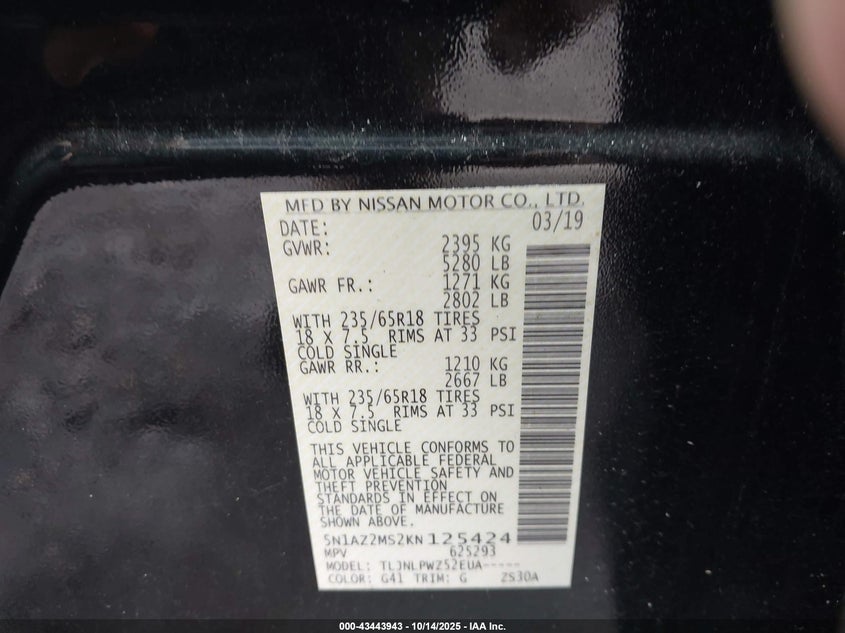 MFD BY NISSAN MOTOR CO., LTD.
DATE: 03/19
GVWR: 2395 KG
5280 LB
GAWR FR.: 1271 KG
2802 LB
WITH 235/65R18 TIRES
18 X 7.5 RIMS AT 33 PSI
COLD SINGLE
GAWR RR.: 1210 KG
2667 LB
WITH 235/65R18 TIRES
18 X 7.5 RIMS AT 33 PSI
COLD SINGLE
THIS VEHICLE CONFORMS TO
ALL APPLICABLE FEDERAL
MOTOR VEHICLE SAFETY AND
THEFT PREVENTION
STANDARDS IN EFFECT ON
THE DATE OF MANUFACTURE
SHOWN ABOVE.
5N1AZ2MS2KN125424
MPV 625293
MODEL: TLJNLPWZ52EUA-----
COLOR: G41 TRIM: G ZS30A
000-43443943 - 10/14/2025 - IAA Inc.